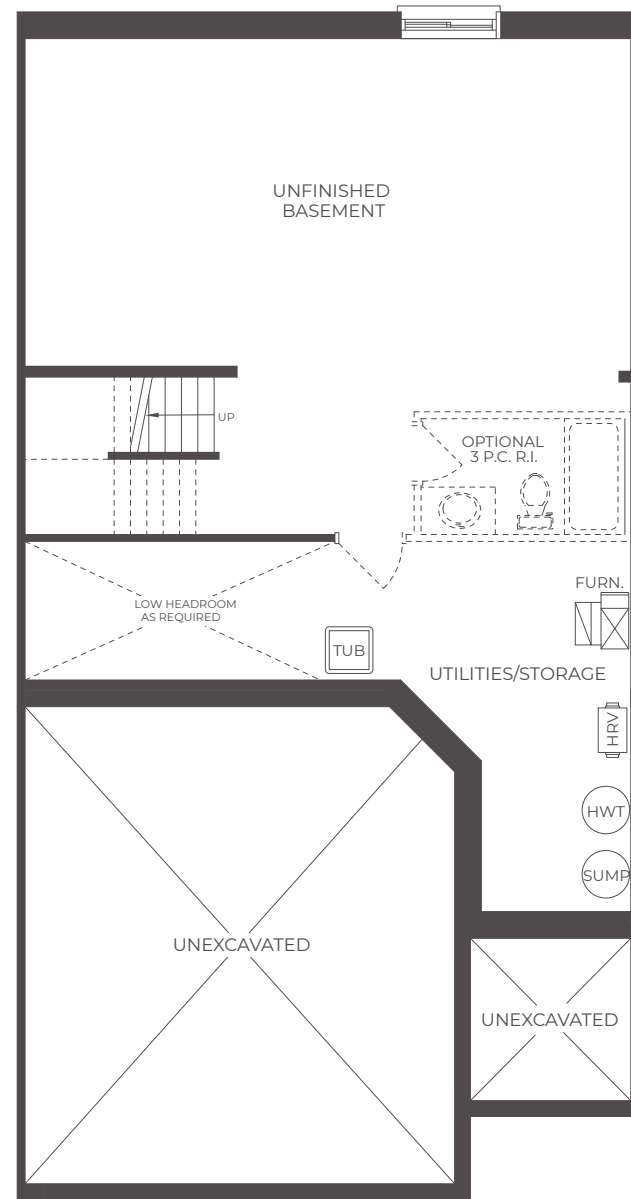 UNFINISHED
BASEMENT
UP
OPTIONAL
3 P.C. R.I.
FURN.
LOW HEADROOM
AS REQUIRED
TUB
UTILITIES/STORAGE
HRV
HWT
SUMP
UNEXCAVATED
UNEXCAVATED